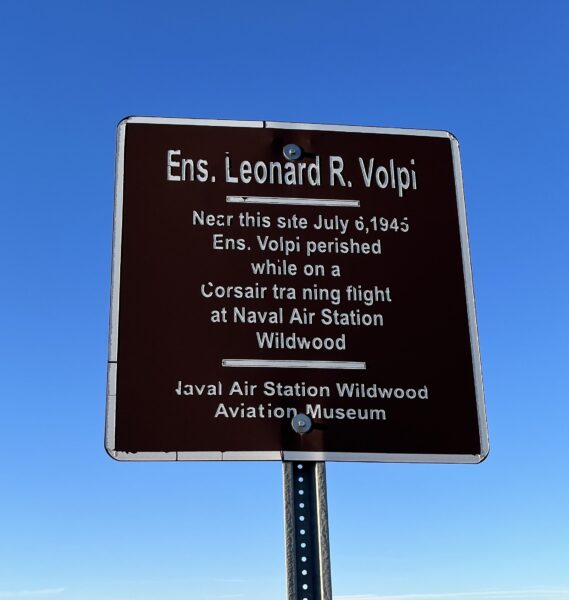 Ens. Leonard R. Volpi
Near this site July 6,1945
Ens. Volpi perished
while on a
Corsair training flight
at Naval Air Station
Wildwood
Naval Air Station Wildwood
Aviation Museum